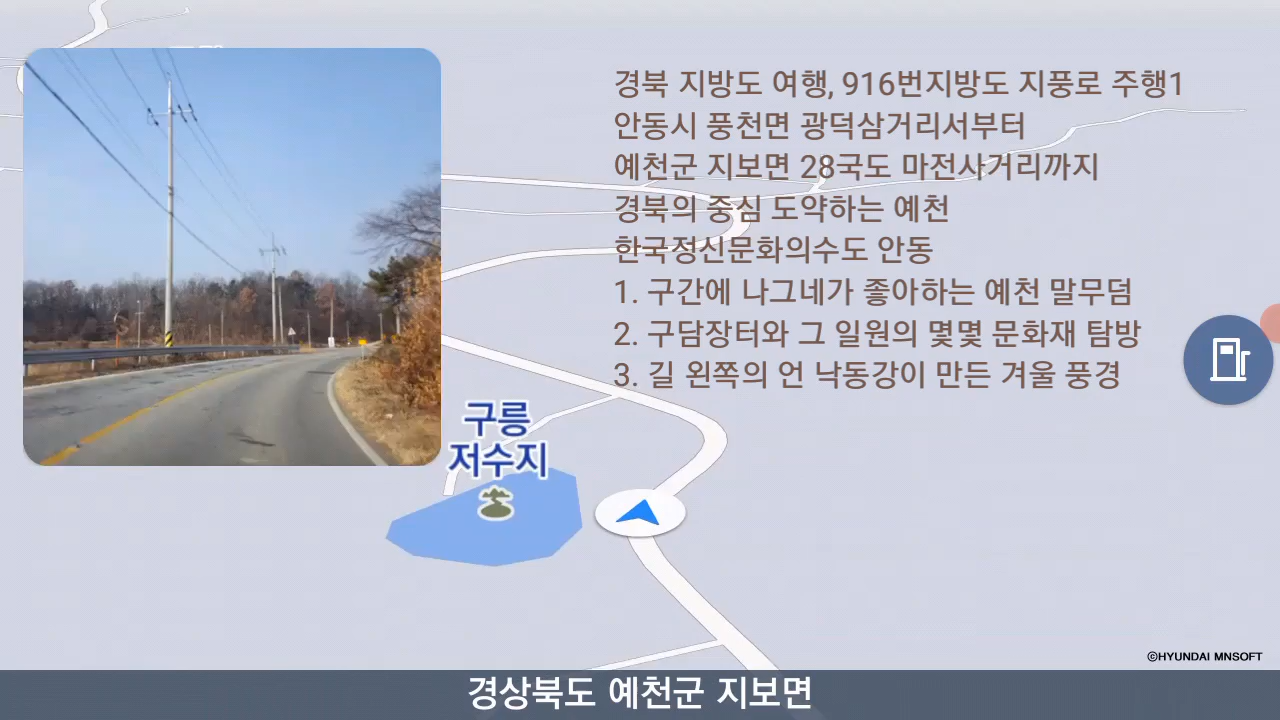 경북 지방도 여행, 916번지방도 지풍로 주행1
안동시 풍천면 광덕삼거리서부터
예천군 지보면 28국도 마전사거리까지
경북의 중심 도약하는 예천
한국정신문화의수도 안동
1. 구간에 나그네가 좋아하는 예천 말무덤
2. 구담장터와 그 일원의 몇몇 문화재 탐방
3. 길 왼쪽의 언 낙동강이 만든 겨울 풍경
구릉
저수지
©HYUNDAI MNSOFT
경상북도 예천군 지보면